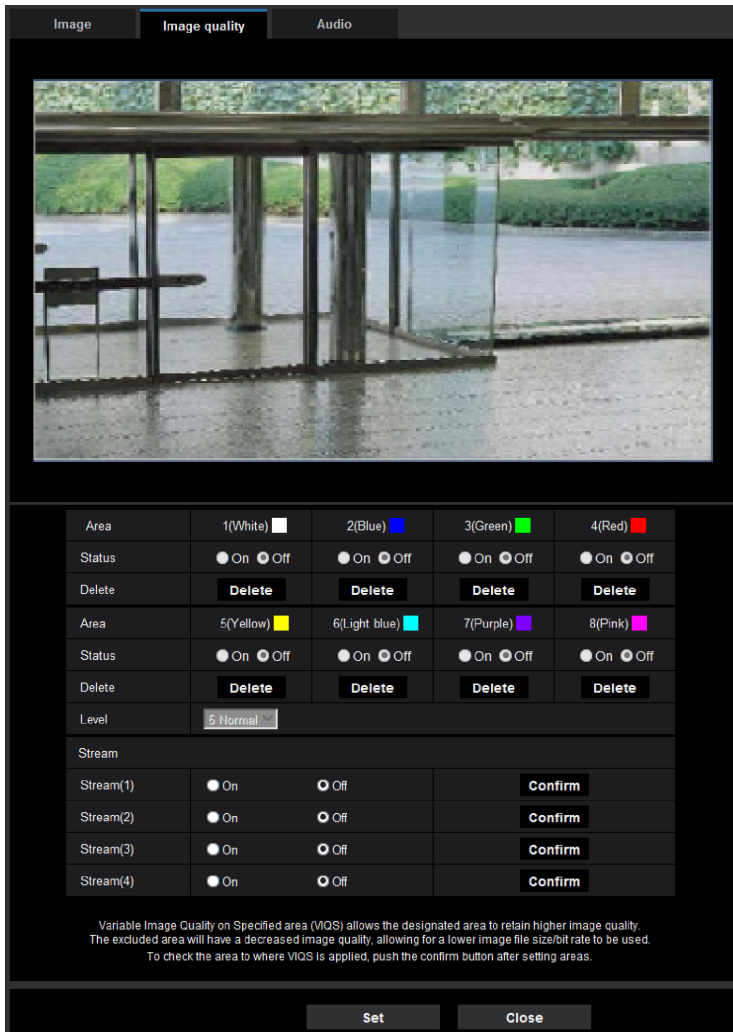 Image Image quality Audio
Area 1(White) 2(Blue) 3(Green) 4(Red)
Status On Off On Off On Off On Off
Delete Delete Delete Delete Delete
Area 5(Yellow) 6(Light blue) 7(Purple) 8(Pink)
Status On Off On Off On Off On Off
Delete Delete Delete Delete Delete
Level 5 Normal
Stream
Stream(1) On Off Confirm
Stream(2) On Off Confirm
Stream(3) On Off Confirm
Stream(4) On Off Confirm
Variable Image Quality on Specified area (VIQS) allows the designated area to retain higher image quality.
The excluded area will have a decreased image quality, allowing for a lower image file size/bit rate to be used.
To check the area to where VIQS is applied, push the confirm button after setting areas.
Set Close